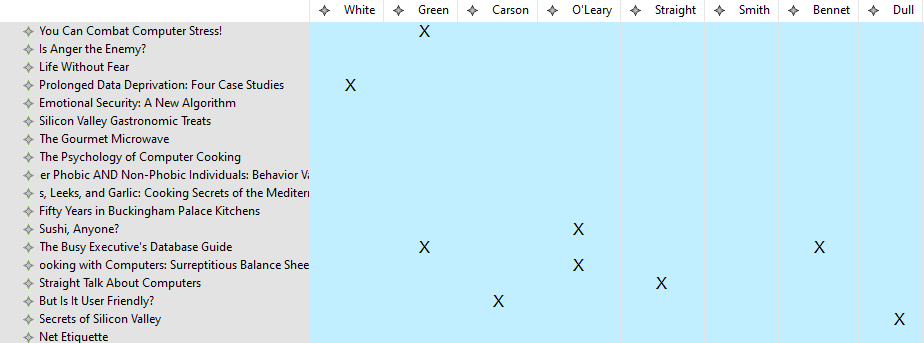 White Green Carson O'Leary Straight Smith Bennet Dull
You Can Combat Computer Stress! X
Is Anger the Enemy?
Life Without Fear
Prolonged Data Deprivation: Four Case Studies X
Emotional Security: A New Algorithm
Silicon Valley Gastronomic Treats
The Gourmet Microwave
The Psychology of Computer Cooking
er Phobic AND Non-Phobic Individuals: Behavior Va
s, Leeks, and Garlic: Cooking Secrets of the Mediterr
Fifty Years in Buckingham Palace Kitchens
Sushi, Anyone? X
The Busy Executive's Database Guide X X
ooking with Computers: Surreptitious Balance Shee X
Straight Talk About Computers X
But Is It User Friendly? X
Secrets of Silicon Valley X
Net Etiquette